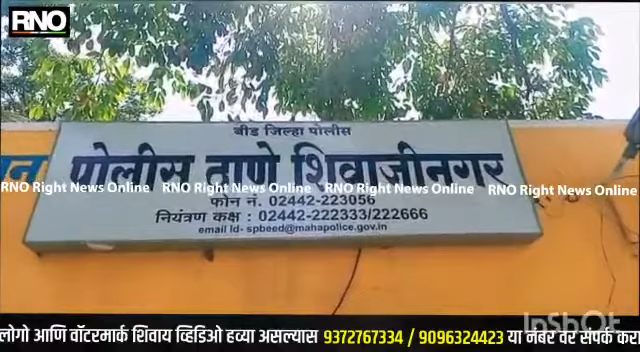 RNO
बीड जिल्हा पोलीस
पोलीस ठाणे शिवाजीनगर
RNO Right News Online RNO Right News Online RNO Right News Online RNO Right News Online
फोन नं. 02442-223056
नियंत्रण कक्ष : 02442-222333/222666
email Id- spbeed@mahapolice.gov.in
InShOt
लोगो आणि वॉटरमार्क शिवाय व्हिडिओ हव्या असल्यास 9372767334 / 9096324423 या नंबर वर संपर्क करा